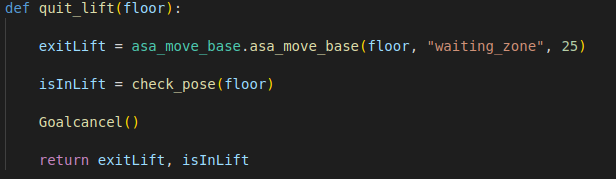 def quit_lift(floor):
exitLift = asa_move_base.asa_move_base(floor, "waiting_zone", 25)
isInLift = check_pose(floor)
Goalcancel()
return exitLift, isInLift